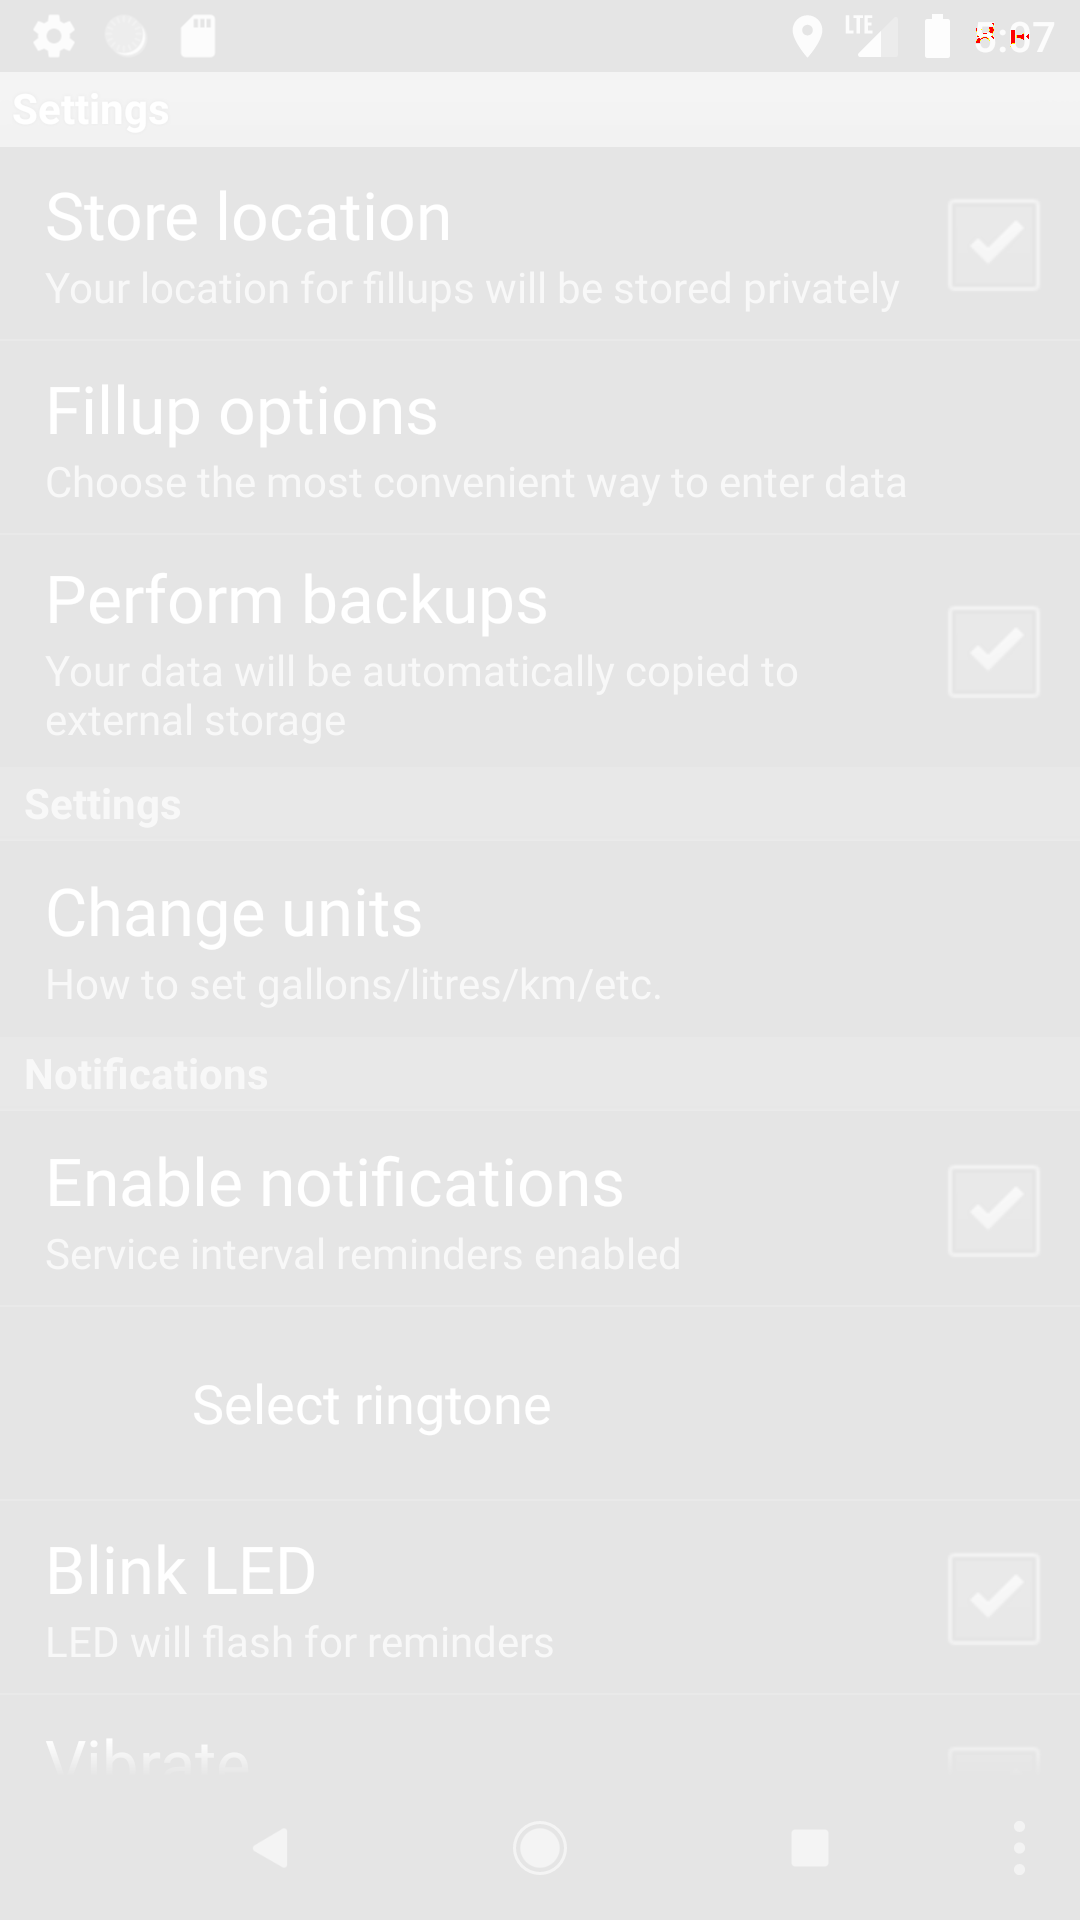 LTE
Settings
Store location
Your location for fillups will be stored privately
Fillup options
Choose the most convenient way to enter data
Perform backups
Your data will be automatically copied to
external storage
Settings
Change units
How to set gallons/litres/km/etc.
Notifications
Enable notifications
Service interval reminders enabled
Select ringtone
Blink LED
LED will flash for reminders
Vibrate